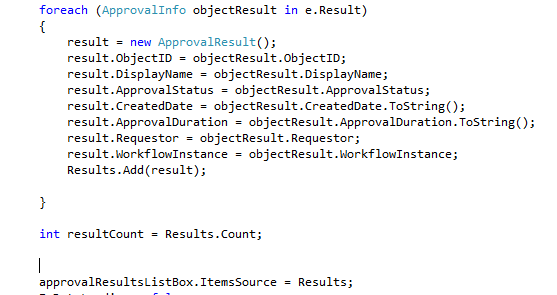 foreach (ApprovalInfo objectResult in e.Result)
{
result = new ApprovalResult();
result.ObjectID = objectResult.ObjectID;
result.DisplayName = objectResult.DisplayName;
result.ApprovalStatus = objectResult.ApprovalStatus;
result.CreatedDate = objectResult.CreatedDate.ToString();
result.ApprovalDuration = objectResult.ApprovalDuration.ToString();
result.Requestor = objectResult.Requestor;
result.WorkflowInstance = objectResult.WorkflowInstance;
Results.Add(result);
}
int resultCount = Results.Count;
approvalResultsListBox.ItemsSource = Results;